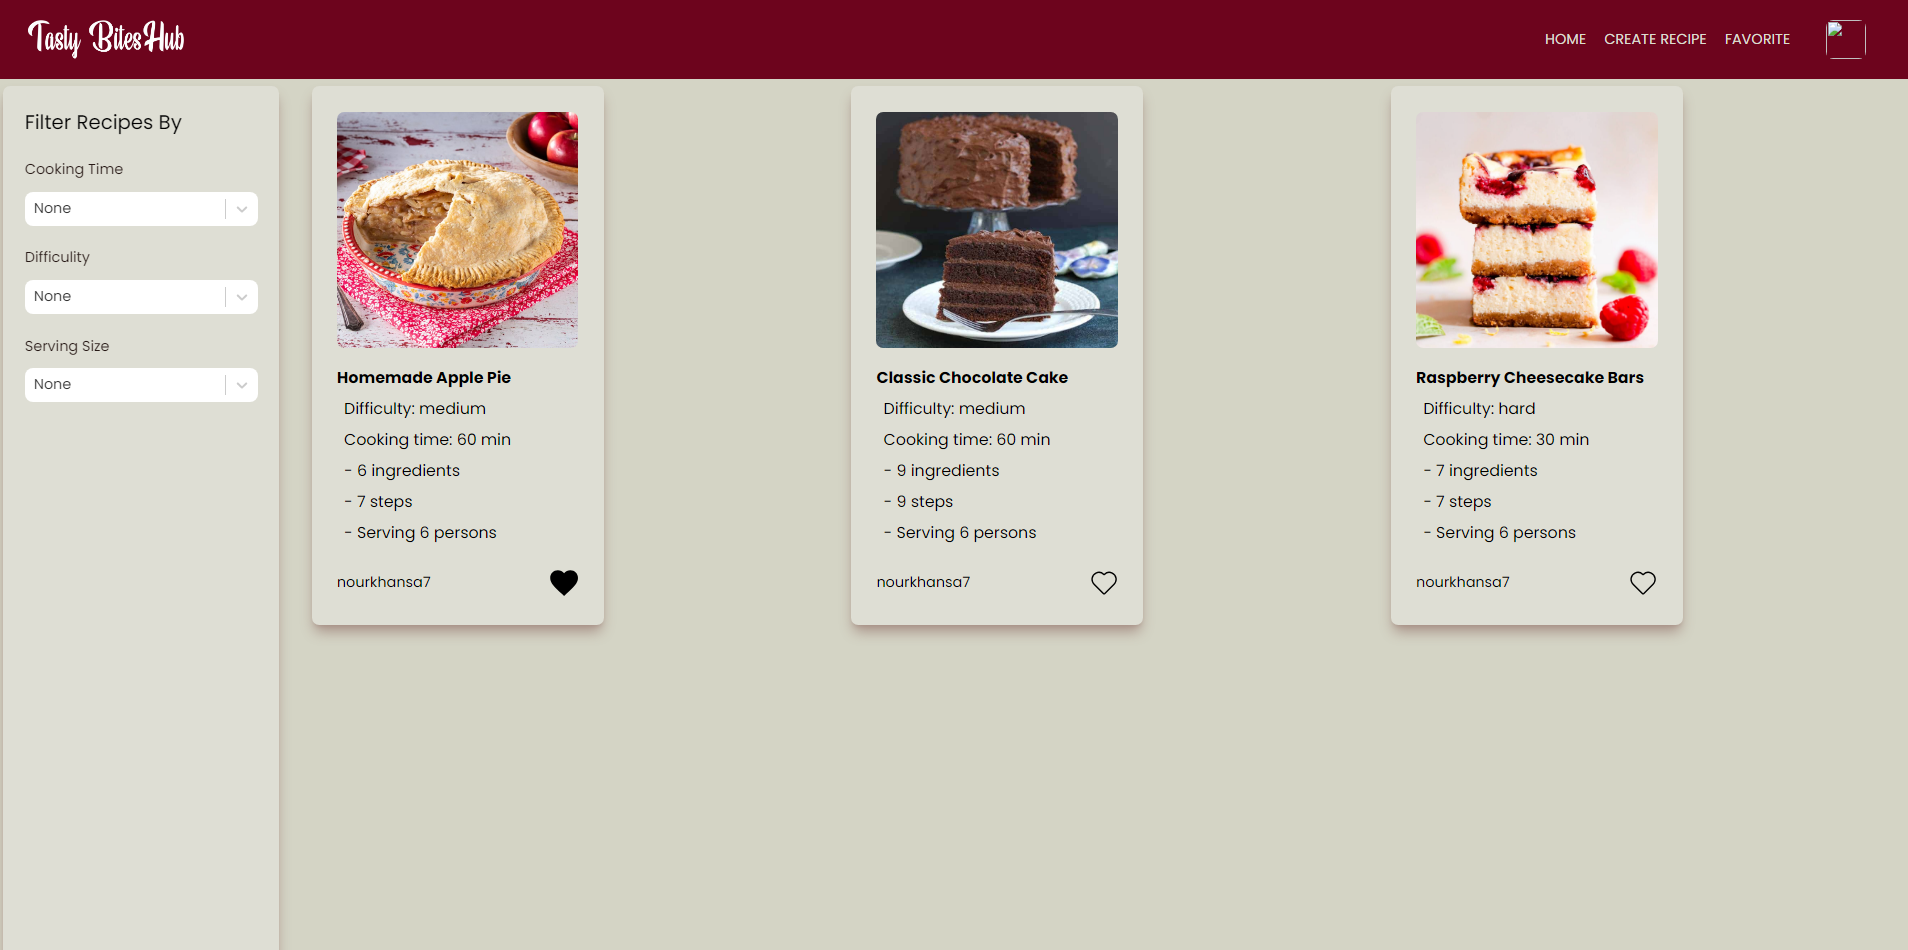 Tasty BitesHub
HOME
CREATE RECIPE
FAVORITE
Filter Recipes By
Cooking Time
None
Difficulity
None
Serving Size
None
Homemade Apple Pie
Difficulty: medium
Cooking time: 60 min
- 6 ingredients
- 7 steps
- Serving 6 persons
nourkhansa7
Classic Chocolate Cake
Difficulty: medium
Cooking time: 60 min
- 9 ingredients
- 9 steps
- Serving 6 persons
nourkhansa7
Raspberry Cheesecake Bars
Difficulty: hard
Cooking time: 30 min
- 7 ingredients
- 7 steps
- Serving 6 persons
nourkhansa7